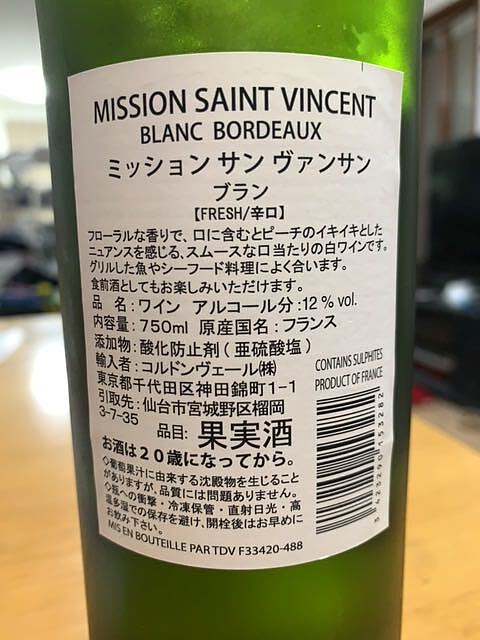 MISSION SAINT VINCENT
BLANC BORDEAUX
ミッション サン ヴァンサン
ブラン
【FRESH/辛口】
フローラルな香りで、口に含むとピーチのイキイキとした
ニュアンスを感じる、スムースな口当たりの白ワインです。
グリルした魚やシーフード料理によく合います。
食前酒としてもお楽しみいただけます。
品 名:ワイン アルコール分:12% vol.
内容量:750ml 原産国名:フランス
添加物:酸化防止剤(亜硫酸塩)
輸入者:コルドンヴェール㈱
東京都千代田区神田錦町1-1
引取先:仙台市宮城野区榴岡
3-7-35
品目: 果実酒
お酒は20歳になってから。
◇葡萄果汁に由来する沈殿物を生じること
がありますが、品質には問題ありません。
◇瓶への衝撃・冷凍保管・直射日光・高
温多湿での保存を避け、開栓後はお早めに
お飲み下さい。
MIS EN BOUTEILLE PAR TDV F33420-488
CONTAINS SULPHITES
PRODUCT OF FRANCE
3 425290 453282